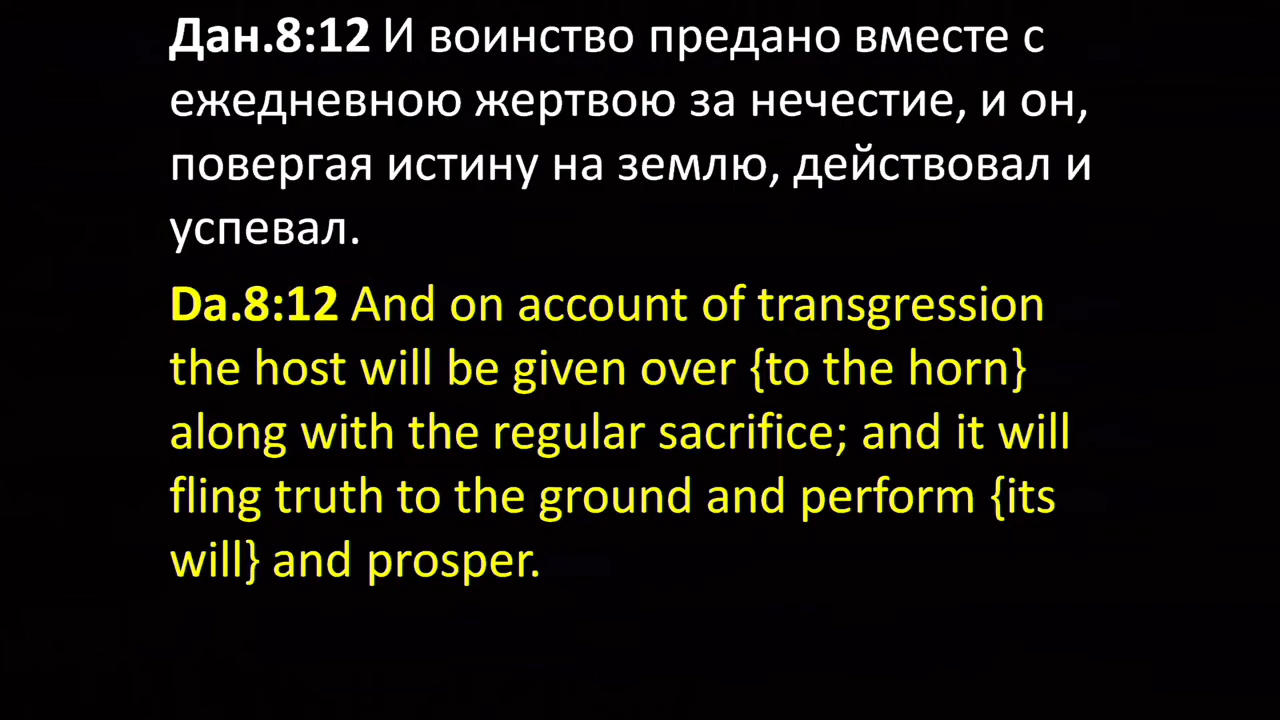 Дан.8:12 И воинство предано вместе с
ежедневною жертвою за нечестие, и он,
повергая истину на землю, действовал и
успевал.
Da.8:12 And on account of transgression
the host will be given over {to the horn}
along with the regular sacrifice; and it will
fling truth to the ground and perform {its
will} and prosper.